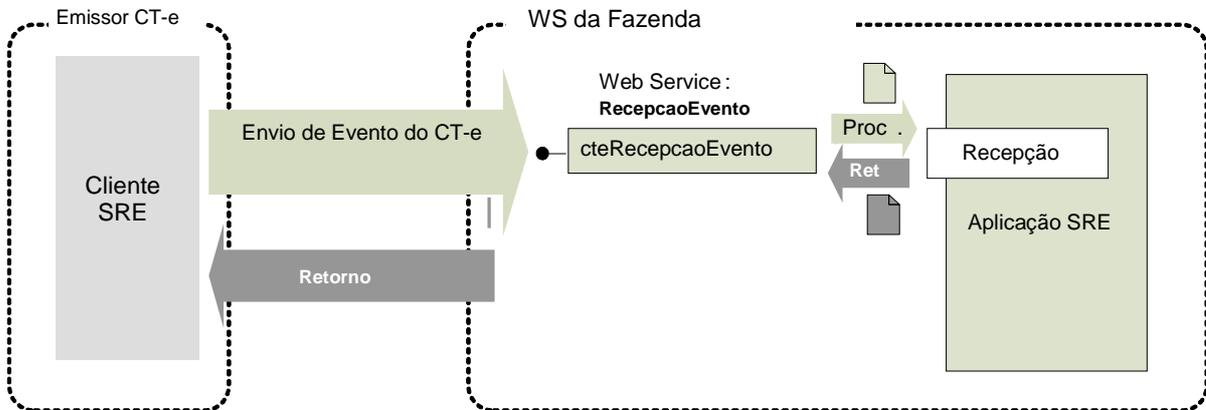 Emissor CT-e
WS da Fazenda
Web Service :
RecepcaoEvento
Envio de Evento do CT-e
cteRecepcaoEvento
Proc .
Ret
Recepção
Cliente
SRE
Aplicação SRE
Retorno